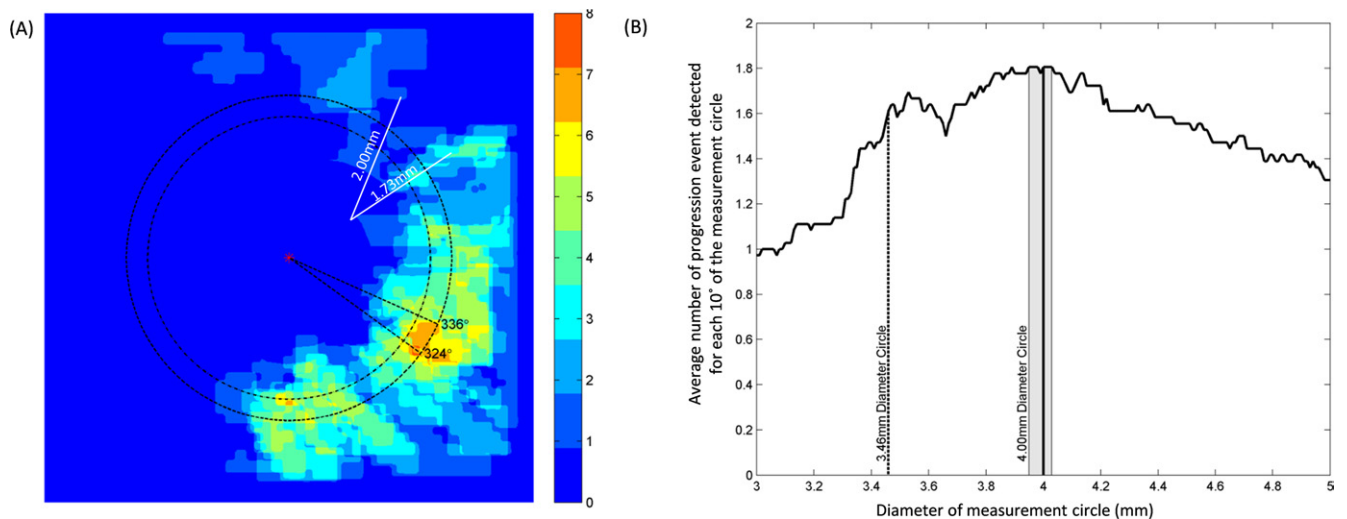 (A)
8
7
6
5
4
3
2
1
0
2.00mm
1.73mm
336°
324°
(B)
Average number of progression event detected
for each 10° of the measurement circle
2
1.8
1.6
1.4
1.2
1
0.8
0.6
0.4
0.2
0
3.46mm Diameter Circle
4.00mm Diameter Circle
3 3.2 3.4 3.6 3.8 4 4.2 4.4 4.6 4.8 5
Diameter of measurement circle (mm)